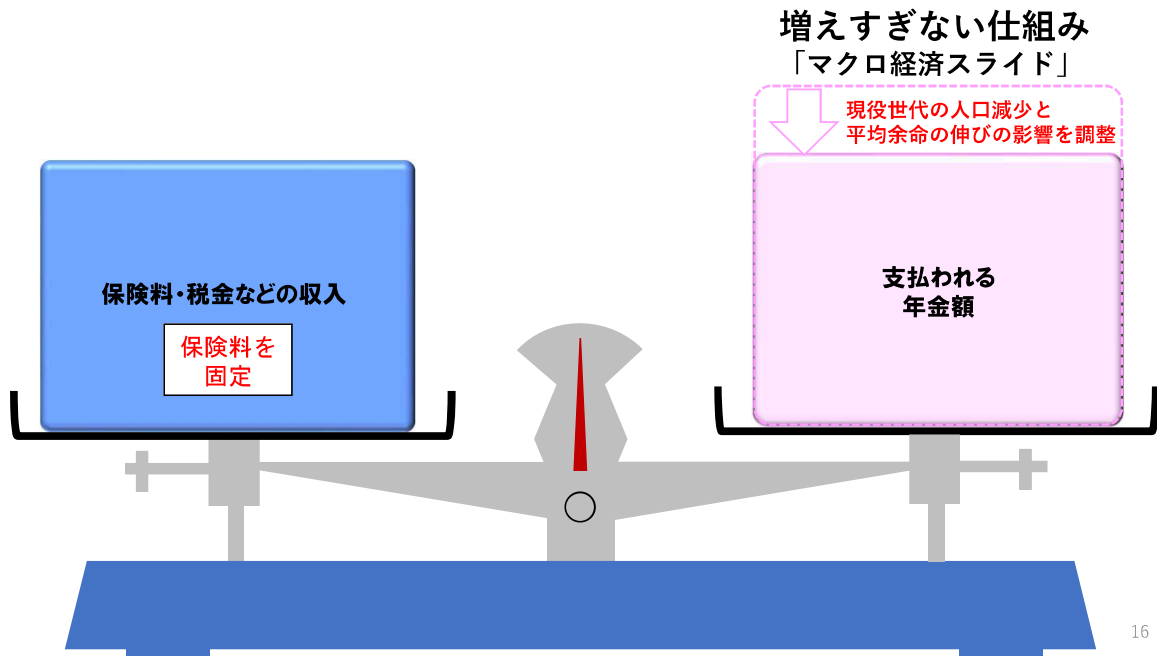 増えすぎない仕組み
「マクロ経済スライド」
現役世代の人口減少と
平均余命の伸びの影響を調整
保険料・税金などの収入
保険料を
固定
支払われる
年金額
16